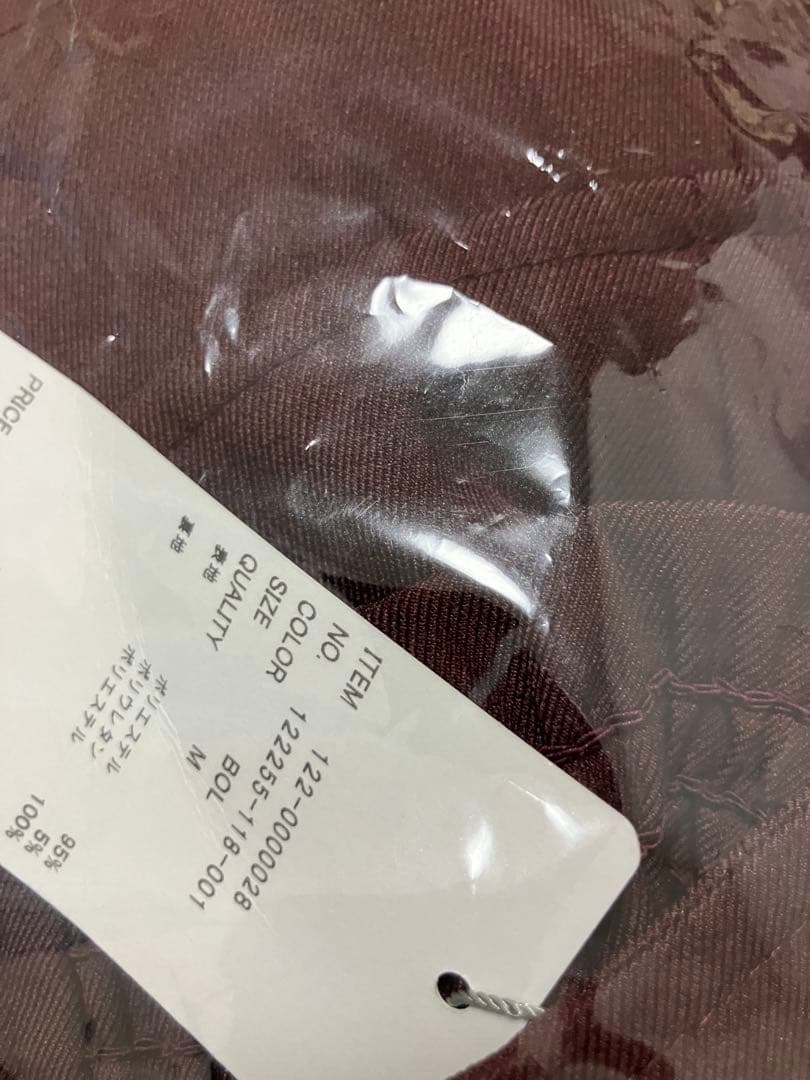 ITEM 122-0000028
NO. 122255-118-001
COLOR BOL
SIZE M
QUALITY
表地 ポリエステル 95%
ポリウレタン 5%
裏地 ポリエステル 100%
PRICE